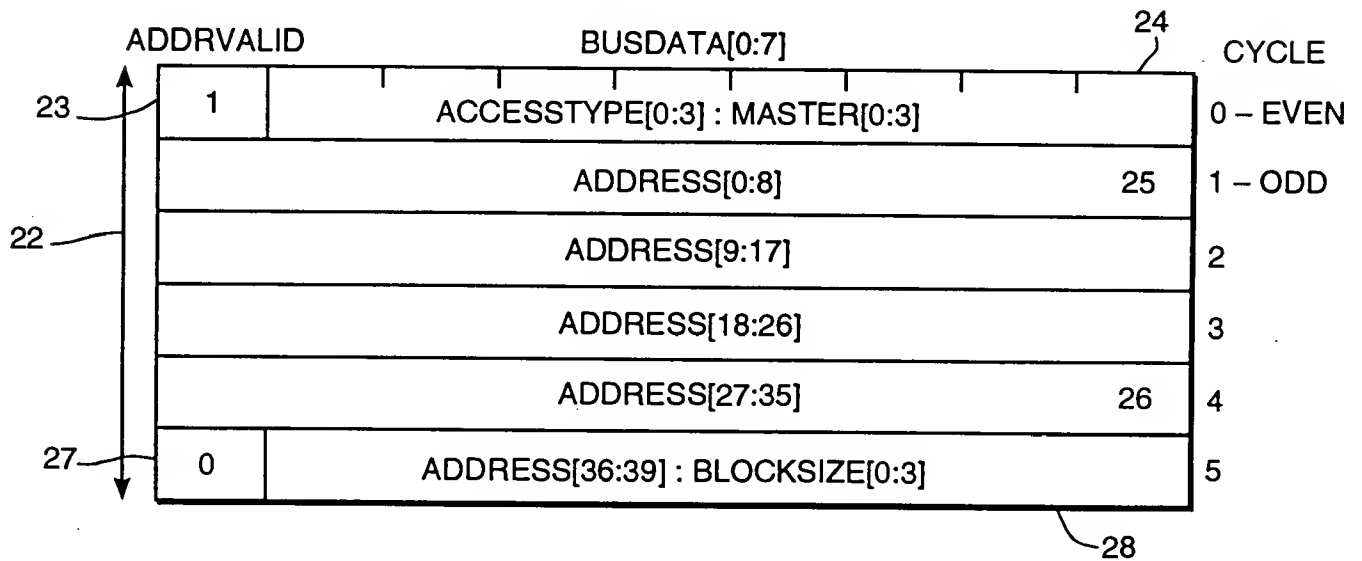 24
ADDRVALID BUSDATA[0:7] CYCLE
23 1 ACCESSTYPE[0:3] : MASTER[0:3] 0 – EVEN
ADDRESS[0:8] 25 1 – ODD
22 ADDRESS[9:17] 2
ADDRESS[18:26] 3
ADDRESS[27:35] 26 4
27 0 ADDRESS[36:39] : BLOCKSIZE[0:3] 5
28